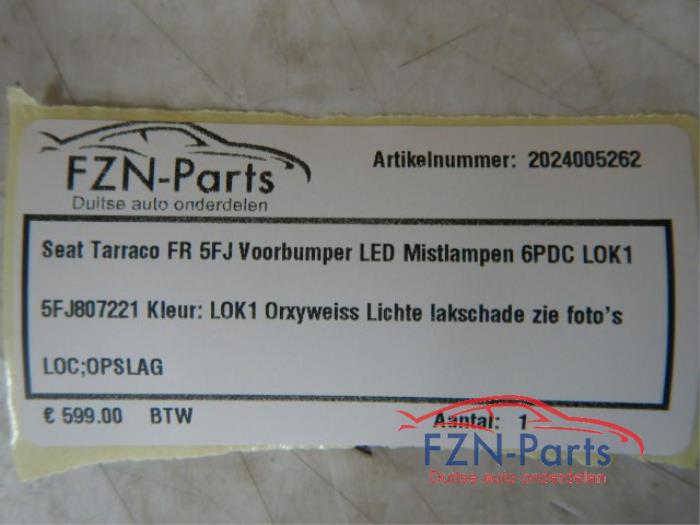 FZN-Parts
Duitse auto onderdelen
Artikelnummer: 2024005262
Seat Tarraco FR 5FJ Voorbumper LED Mistlampen 6PDC LOK1
5FJ807221 Kleur: LOK1 Orxyweiss Lichte lakschade zie foto's
LOC;OPSLAG
€ 599.00 BTW
Aantal: 1
FZN-Parts
Duitse auto onderdelen